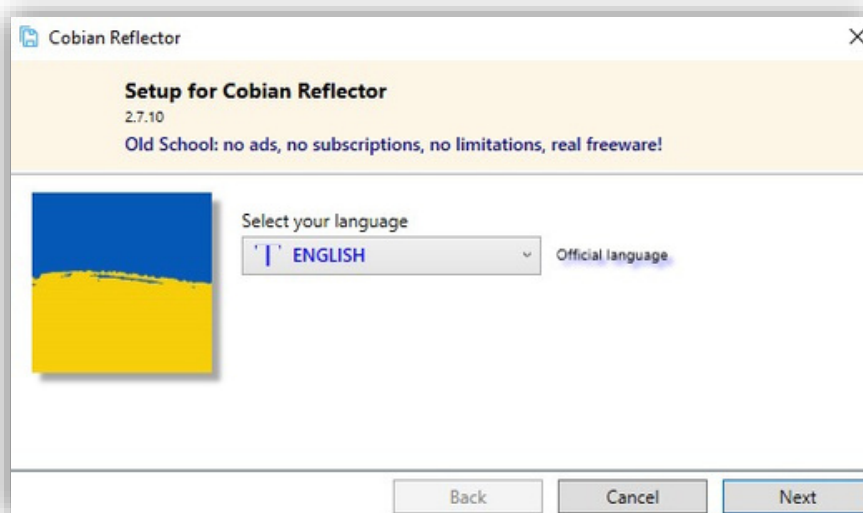 Cobian Reflector
Setup for Cobian Reflector
2.7.10
Old School: no ads, no subscriptions, no limitations, real freeware!
Select your language
ENGLISH
Official language
Back
Cancel
Next